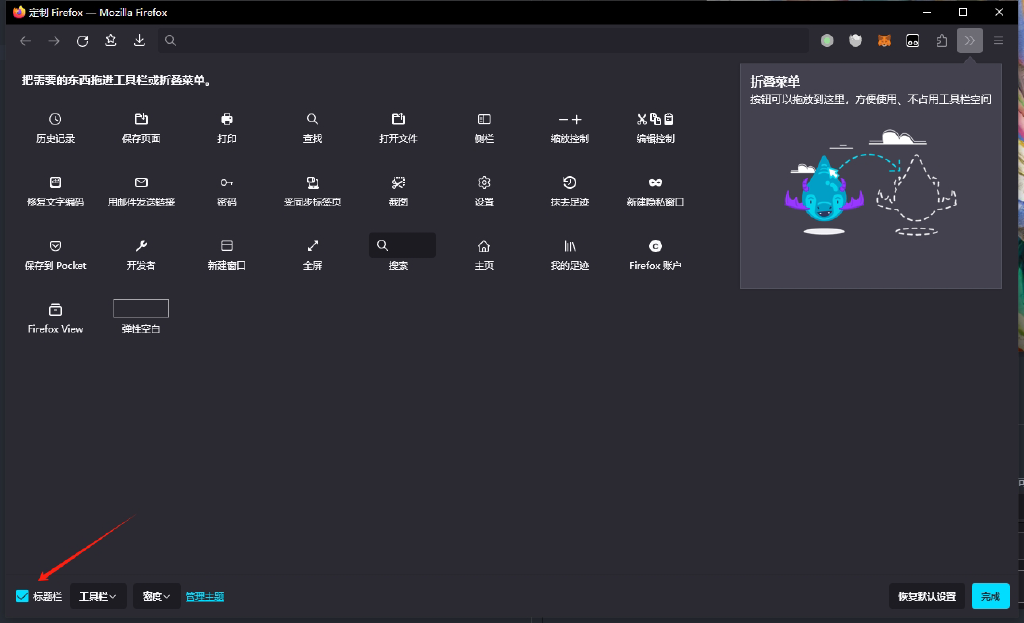 定制 Firefox — Mozilla Firefox
把需要的东西拖进工具栏或折叠菜单。
折叠菜单
按钮可以拖放到这里，方便使用、不占用工具栏空间
历史记录
保存页面
打印
查找
打开文件
侧栏
缩放控制
编辑控制
修复文字编码
用邮件发送链接
密码
受同步标签页
截图
设置
抹去足迹
新建隐私窗口
保存到 Pocket
开发者
新建窗口
全屏
搜索
主页
我的足迹
Firefox 账户
Firefox View
弹性空白
标题栏
工具栏
密度
管理主题
恢复默认设置
完成